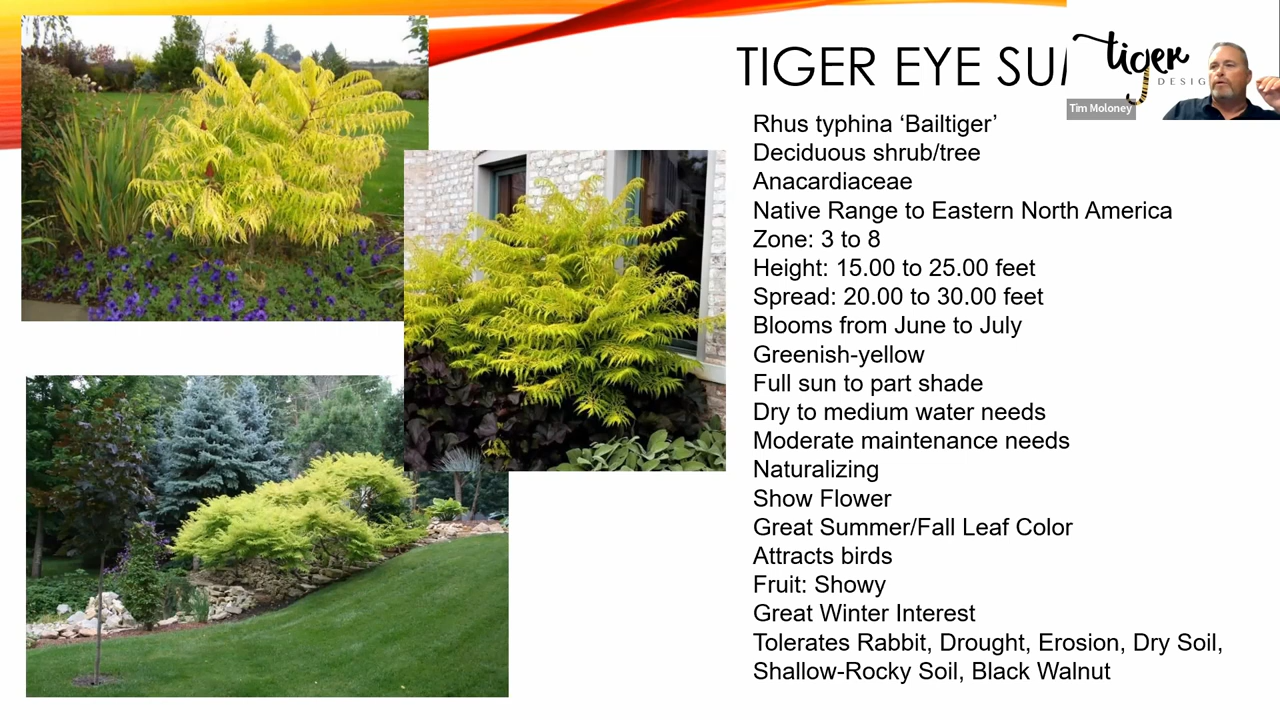 TIGER EYE SU
tiger
DESIG
Tim Moloney
Rhus typhina ‘Bailtiger’
Deciduous shrub/tree
Anacardiaceae
Native Range to Eastern North America
Zone: 3 to 8
Height: 15.00 to 25.00 feet
Spread: 20.00 to 30.00 feet
Blooms from June to July
Greenish-yellow
Full sun to part shade
Dry to medium water needs
Moderate maintenance needs
Naturalizing
Show Flower
Great Summer/Fall Leaf Color
Attracts birds
Fruit: Showy
Great Winter Interest
Tolerates Rabbit, Drought, Erosion, Dry Soil,
Shallow-Rocky Soil, Black Walnut